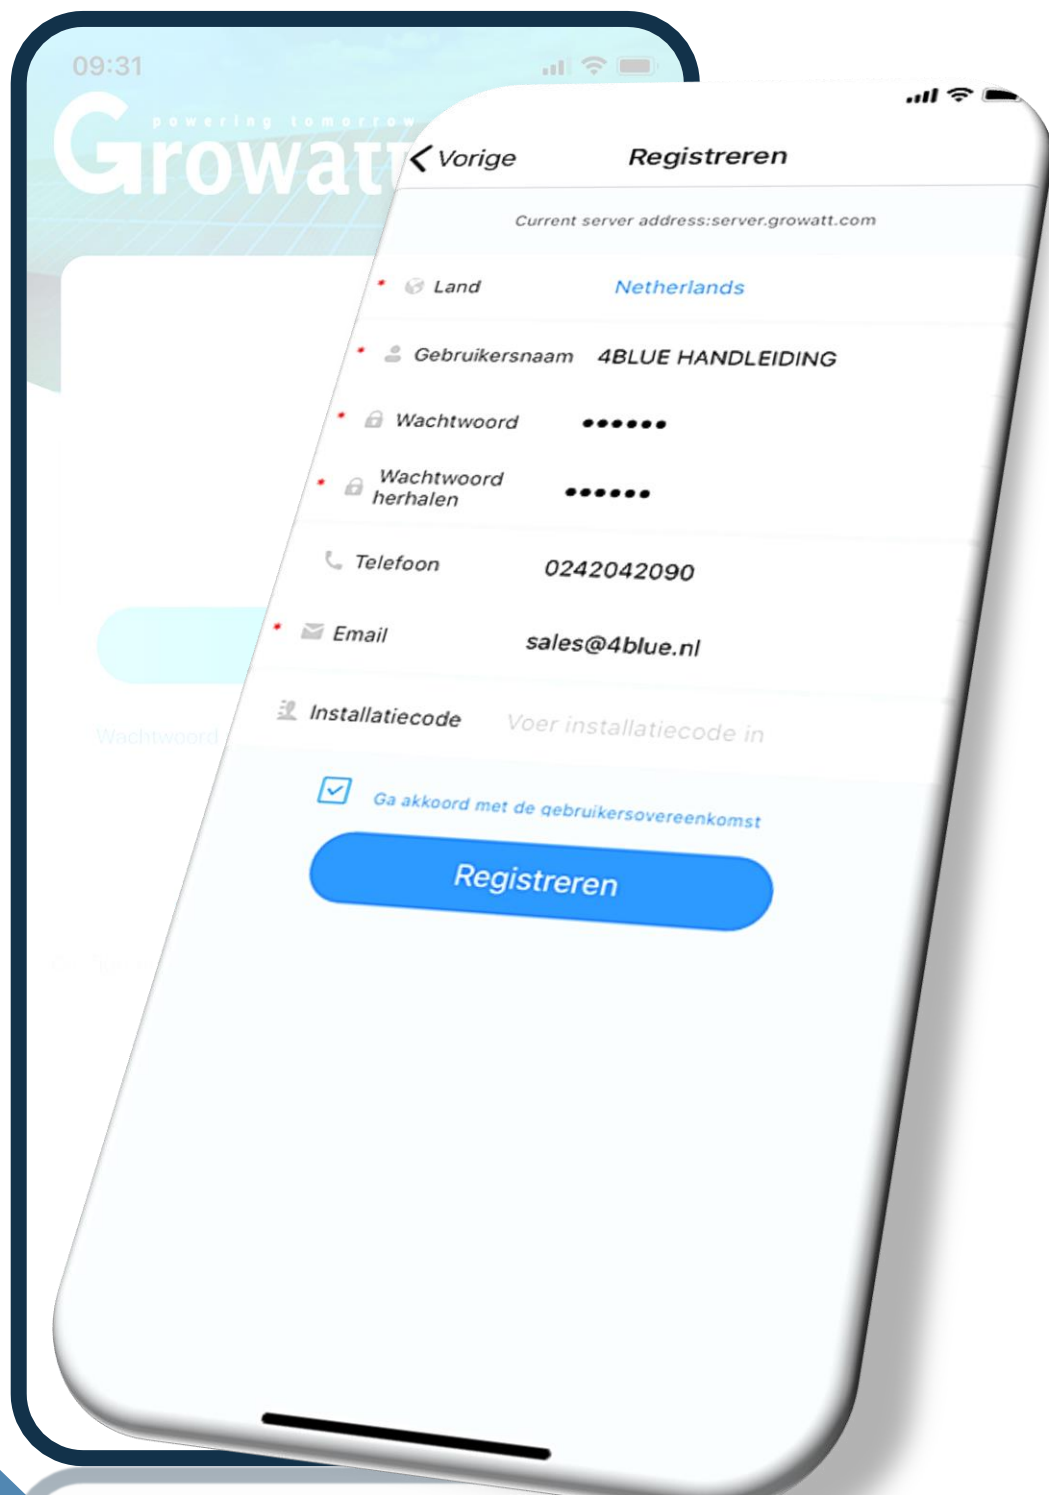 09:31
powering tomorrow
Growatt
Vorige
Registreren
Current server address:server.growatt.com
* Land Netherlands
* Gebruikersnaam 4BLUE HANDLEIDING
* Wachtwoord ••••••
* Wachtwoord
herhalen ••••••
Telefoon 0242042090
* Email sales@4blue.nl
Installatiecode Voer installatiecode in
Wachtwoord
Ga akkoord met de gebruikersovereenkomst
Registreren